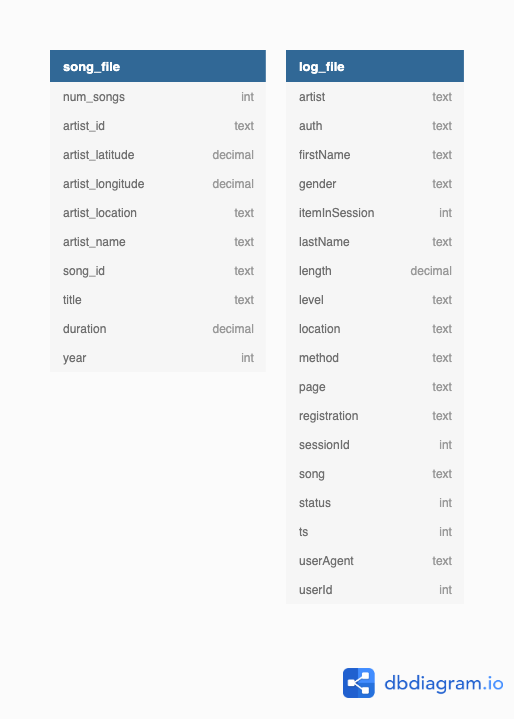 song_file
num_songs int
artist_id text
artist_latitude decimal
artist_longitude decimal
artist_location text
artist_name text
song_id text
title text
duration decimal
year int
log_file
artist text
auth text
firstName text
gender text
itemInSession int
lastName text
length decimal
level text
location text
method text
page text
registration text
sessionId int
song text
status int
ts int
userAgent text
userId int
dbdiagram.io